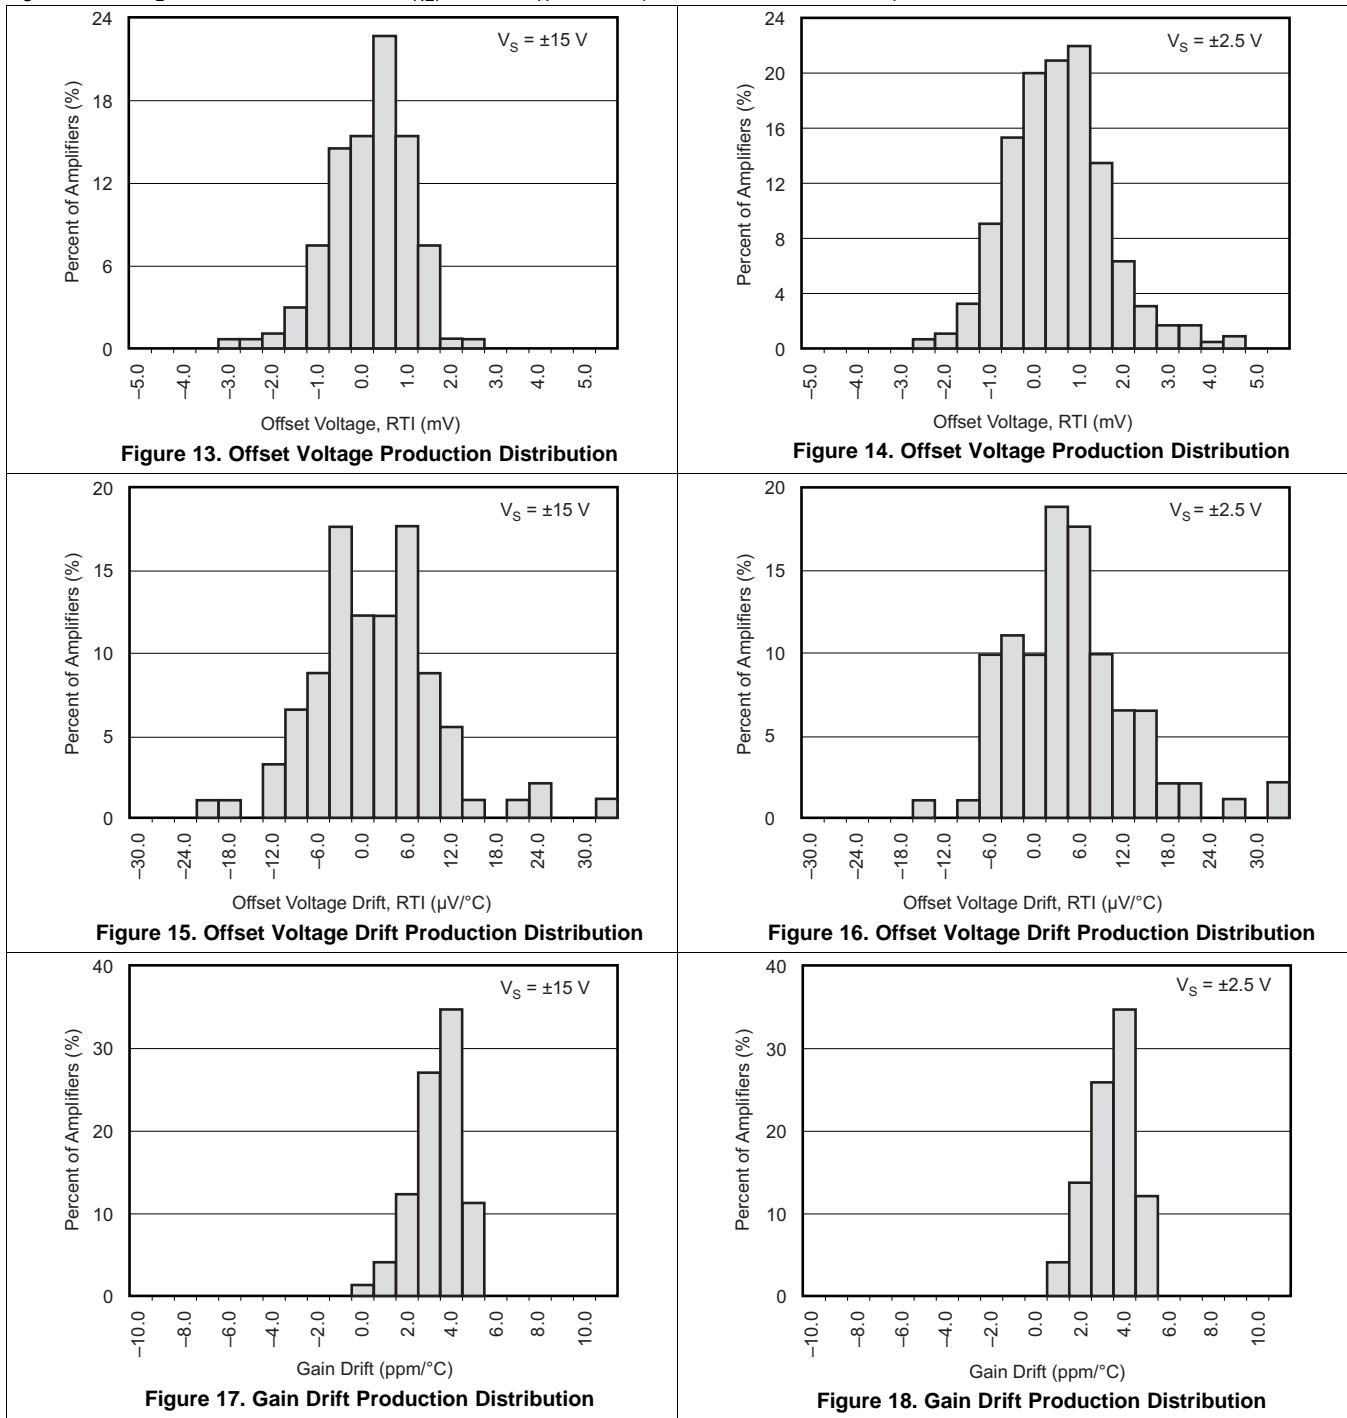 24
18
12
6
0
Percent of Amplifiers (%)
V_S = ±15 V
–5.0 –4.0 –3.0 –2.0 –1.0 0.0 1.0 2.0 3.0 4.0 5.0
Offset Voltage, RTI (mV)
Figure 13. Offset Voltage Production Distribution
24
20
16
12
8
4
0
Percent of Amplifiers (%)
V_S = ±2.5 V
–5.0 –4.0 –3.0 –2.0 –1.0 0.0 1.0 2.0 3.0 4.0 5.0
Offset Voltage, RTI (mV)
Figure 14. Offset Voltage Production Distribution
20
15
10
5
0
Percent of Amplifiers (%)
V_S = ±15 V
–30.0 –24.0 –18.0 –12.0 –6.0 0.0 6.0 12.0 18.0 24.0 30.0
Offset Voltage Drift, RTI (µV/°C)
Figure 15. Offset Voltage Drift Production Distribution
20
15
10
5
0
Percent of Amplifiers (%)
V_S = ±2.5 V
–30.0 –24.0 –18.0 –12.0 –6.0 0.0 6.0 12.0 18.0 24.0 30.0
Offset Voltage Drift, RTI (µV/°C)
Figure 16. Offset Voltage Drift Production Distribution
40
30
20
10
0
Percent of Amplifiers (%)
V_S = ±15 V
–10.0 –8.0 –6.0 –4.0 –2.0 0.0 2.0 4.0 6.0 8.0 10.0
Gain Drift (ppm/°C)
Figure 17. Gain Drift Production Distribution
40
30
20
10
0
Percent of Amplifiers (%)
V_S = ±2.5 V
–10.0 –8.0 –6.0 –4.0 –2.0 0.0 2.0 4.0 6.0 8.0 10.0
Gain Drift (ppm/°C)
Figure 18. Gain Drift Production Distribution